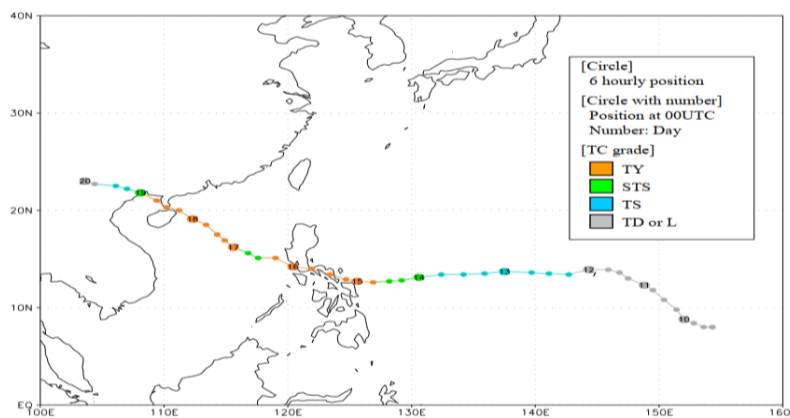 40N
30N
20N
10N
EQ
100E
110E
120E
130E
140E
150E
160
[Circle]
6 hourly position
[Circle with number]
Position at 00UTC
Number: Day
[TC grade]
TY
STS
TS
TD or L
20
19
18
17
16
15
14
13
12
11
10